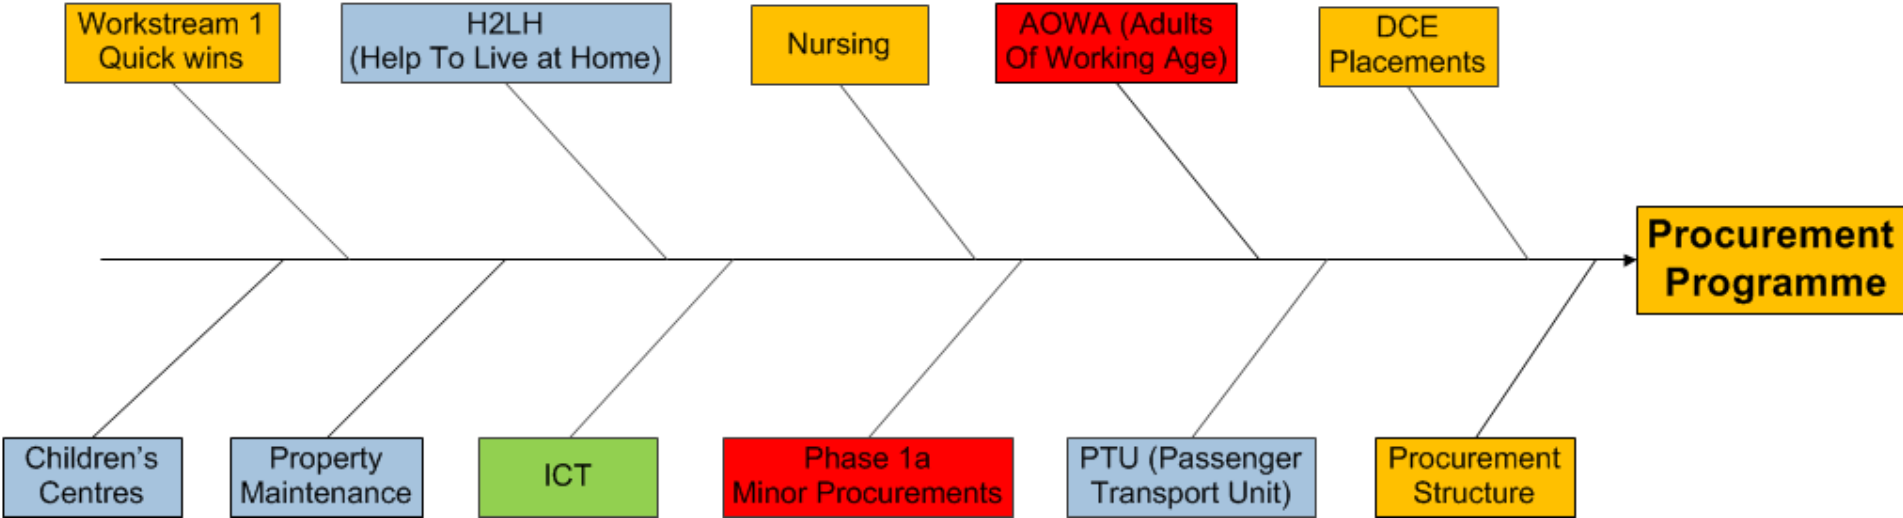 Workstream 1
Quick wins
H2LH
(Help To Live at Home)
Nursing
AOWA (Adults
Of Working Age)
DCE
Placements
Procurement
Programme
Children’s
Centres
Property
Maintenance
ICT
Phase 1a
Minor Procurements
PTU (Passenger
Transport Unit)
Procurement
Structure